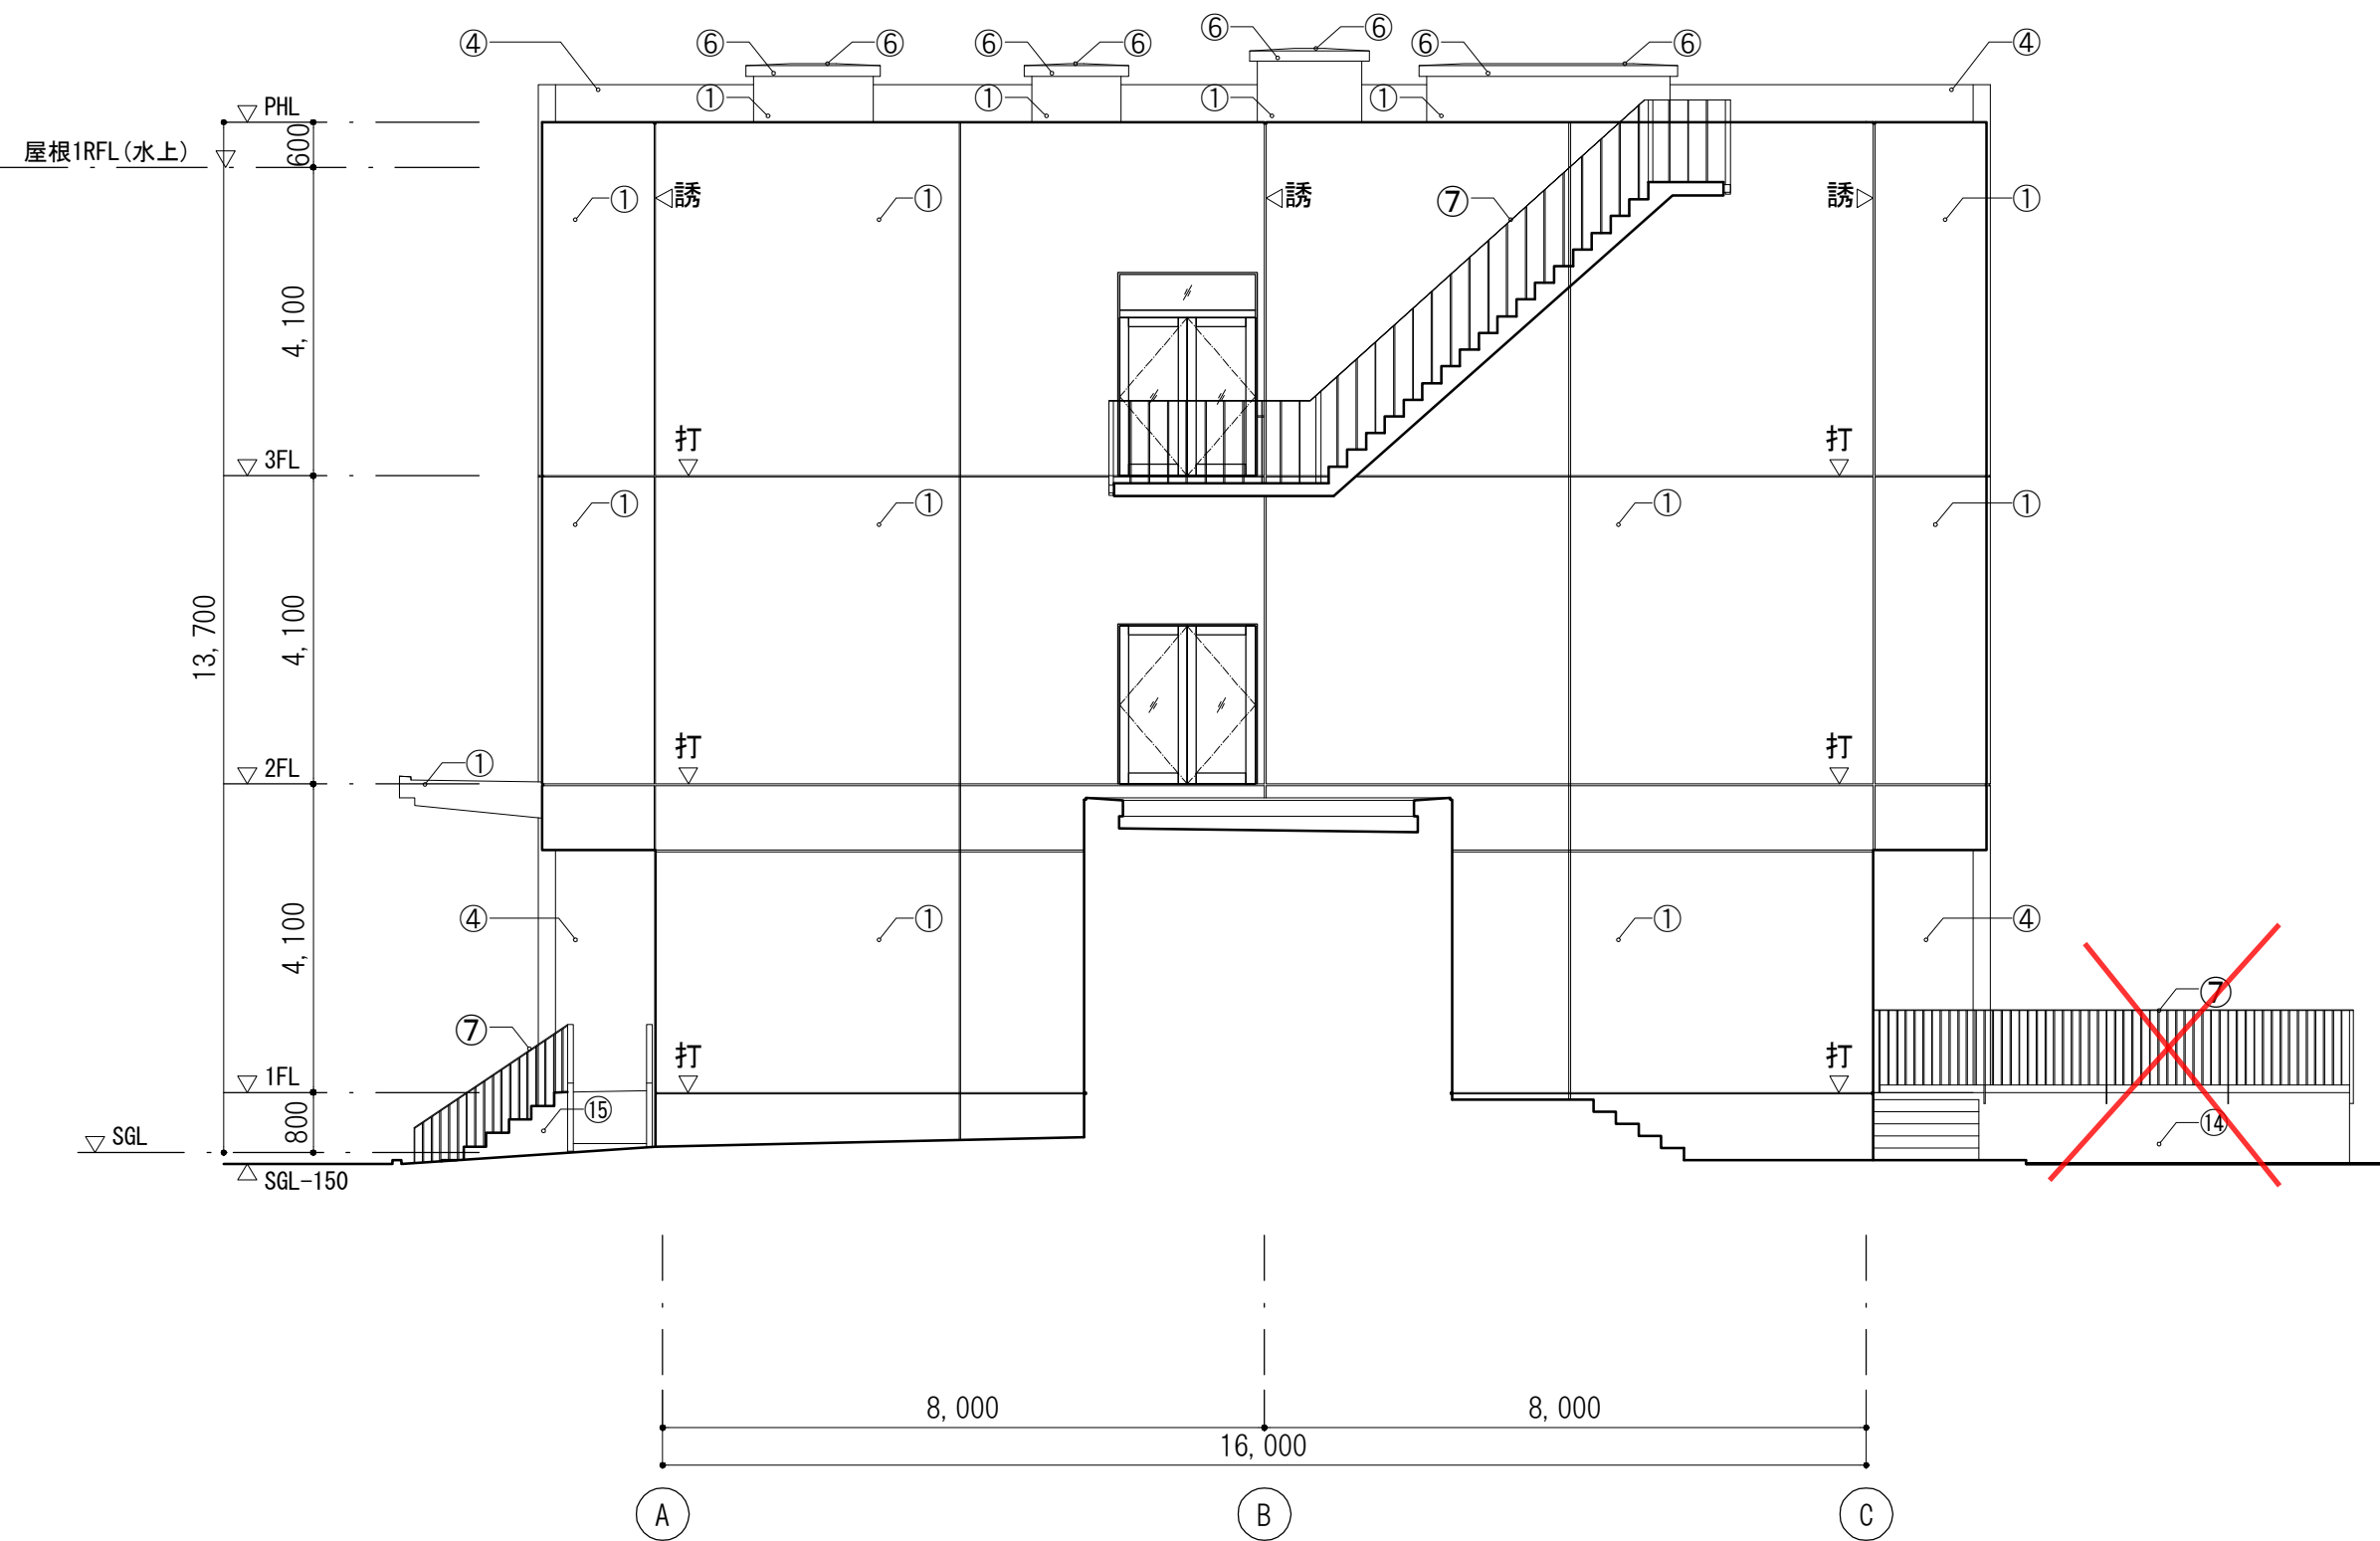 ⑥ ⑥
④ ⑥ ⑥ ⑥ ⑥ ⑥ ⑥ ④
① ① ① ①
PHL
600
屋根1RFL(水上)
① 誘 ① 誘 ⑦ 誘 ①
4,100
打 打
3FL
① ① ① ①
13,700
4,100
打 打
2FL
①
4,100
④ ① ① ④
⑦
⑦
打 打
1FL
⑮
⑭
800
SGL
SGL-150
8,000 8,000
16,000
A B C